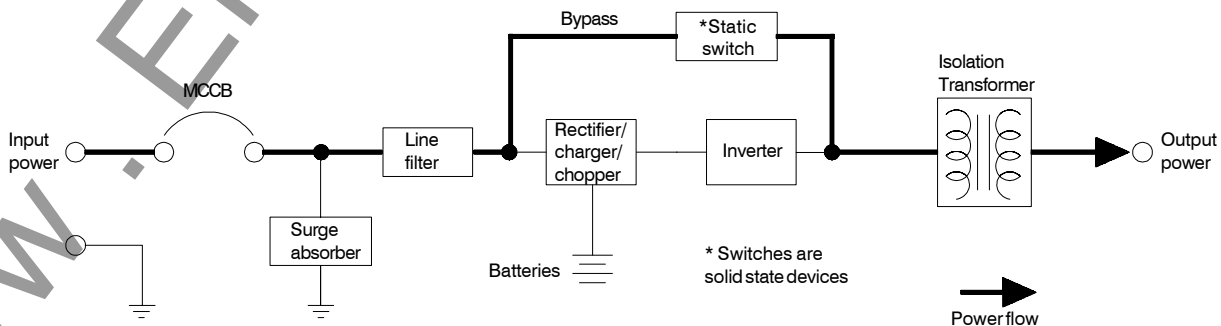 Bypass
*Static
switch
Isolation
Transformer
MCCB
Input
power
Line
filter
Rectifier/
charger/
chopper
Inverter
Output
power
Surge
absorber
Batteries
* Switches are
solid state devices
Power flow